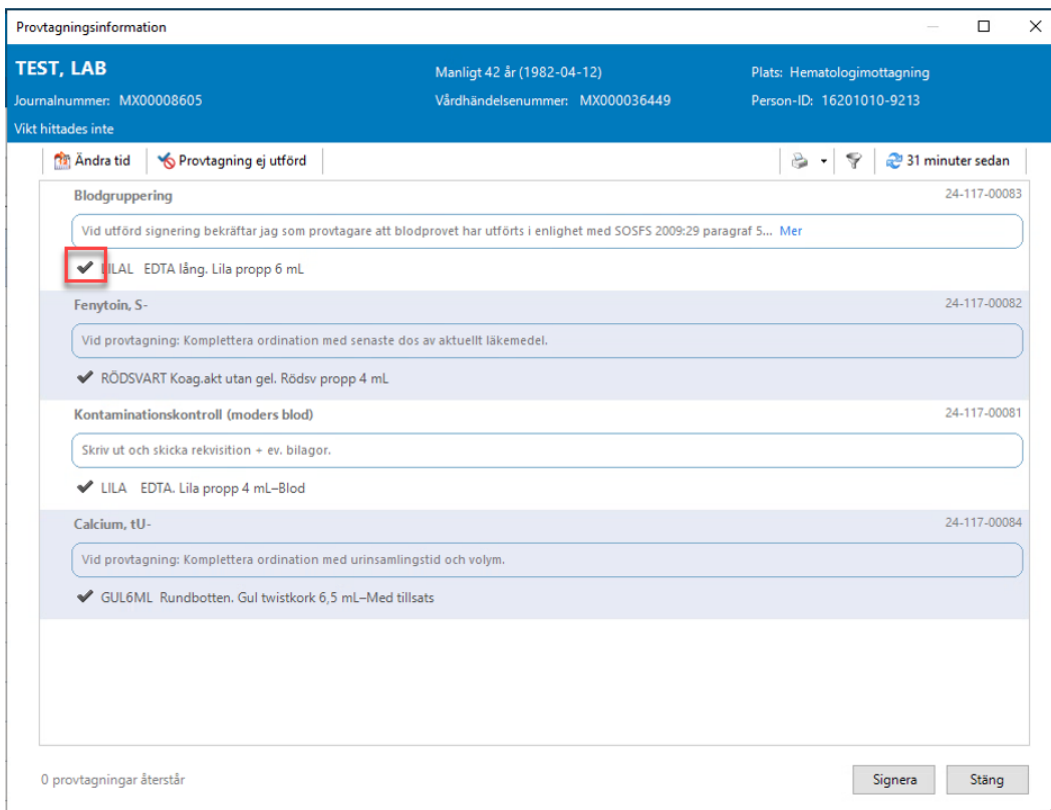 Provtagningsinformation
TEST, LAB
Manligt 42 år (1982-04-12)
Plats: Hematologimottagning
Journalnummer: MX00008605
Vårdhändelsenummer: MX000036449
Person-ID: 16201010-9213
Vikt hittades inte
Ändra tid
Provtagning ej utförd
31 minuter sedan
Blodgruppering
24-117-00083
Vid utförd signering bekräftar jag som provtagare att blodprovet har utförts i enlighet med SOSFS 2009:29 paragraf 5... Mer
LILAL EDTA lång. Lila propp 6 mL
Fenytoin, S-
24-117-00082
Vid provtagning: Komplettera ordination med senaste dos av aktuellt läkemedel.
RÖDSVART Koag.akt utan gel. Rödsv propp 4 mL
Kontaminationskontroll (moders blod)
24-117-00081
Skriv ut och skicka rekvisition + ev. bilagor.
LILA EDTA. Lila propp 4 mL–Blod
Calcium, tU-
24-117-00084
Vid provtagning: Komplettera ordination med urinsamlingstid och volym.
GUL6ML Rundbotten. Gul twistkork 6,5 mL–Med tillsats
0 provtagningar återstår
Signera
Stäng